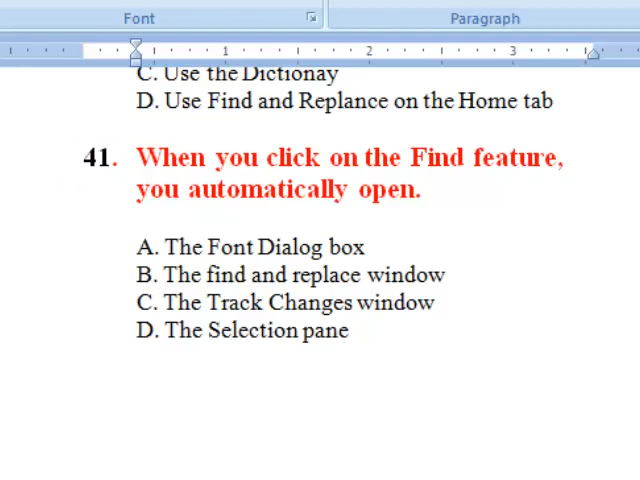 Font Paragraph
1 2 3
C. Use the Dictionay
D. Use Find and Replance on the Home tab
41. When you click on the Find feature,
you automatically open.
A. The Font Dialog box
B. The find and replace window
C. The Track Changes window
D. The Selection pane